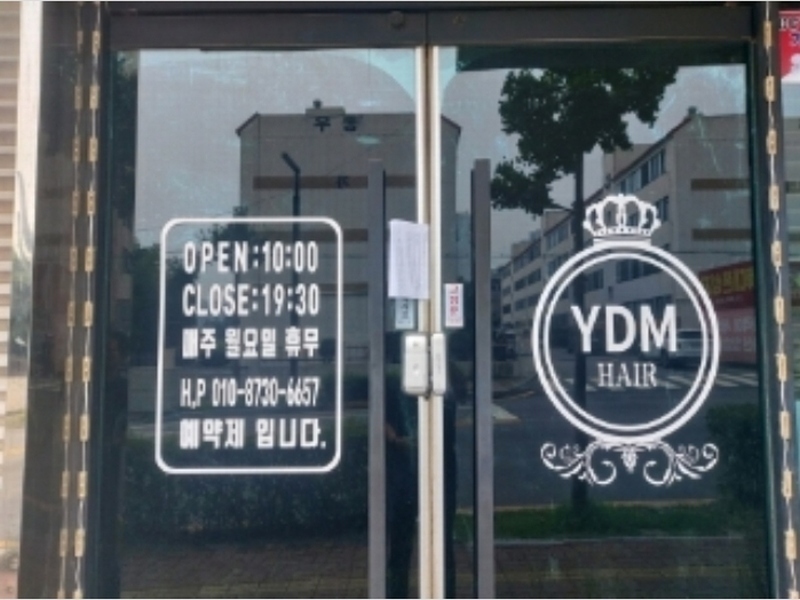 OPEN:10:00
CLOSE:19:30
매주 월요일 휴무
H,P 010-8730-6657
예약제 입니다.
YDM
HAIR